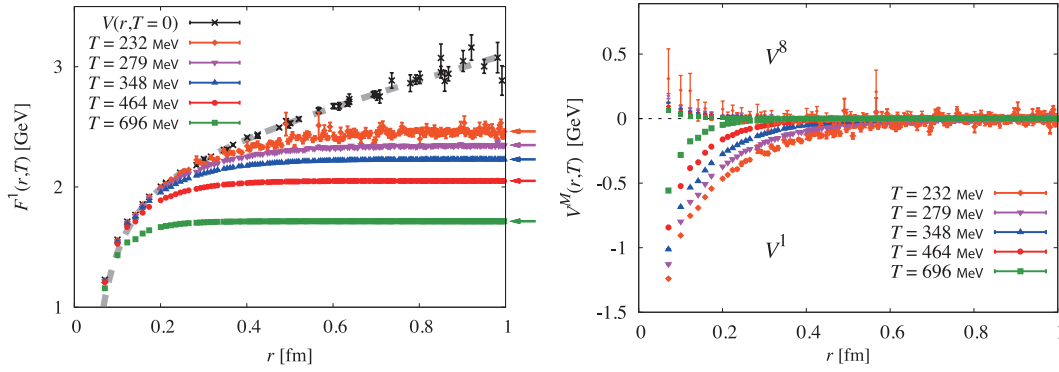 V(r,T=0)
T = 232 MeV
T = 279 MeV
T = 348 MeV
T = 464 MeV
T = 696 MeV
3
2
1
0
0.2
0.4
0.6
0.8
1
F¹(r,T) [GeV]
r [fm]
0.5
0
-0.5
-1
-1.5
V⁸
V¹
T = 232 MeV
T = 279 MeV
T = 348 MeV
T = 464 MeV
T = 696 MeV
0
0.2
0.4
0.6
0.8
1
Vᴹ(r,T) [GeV]
r [fm]